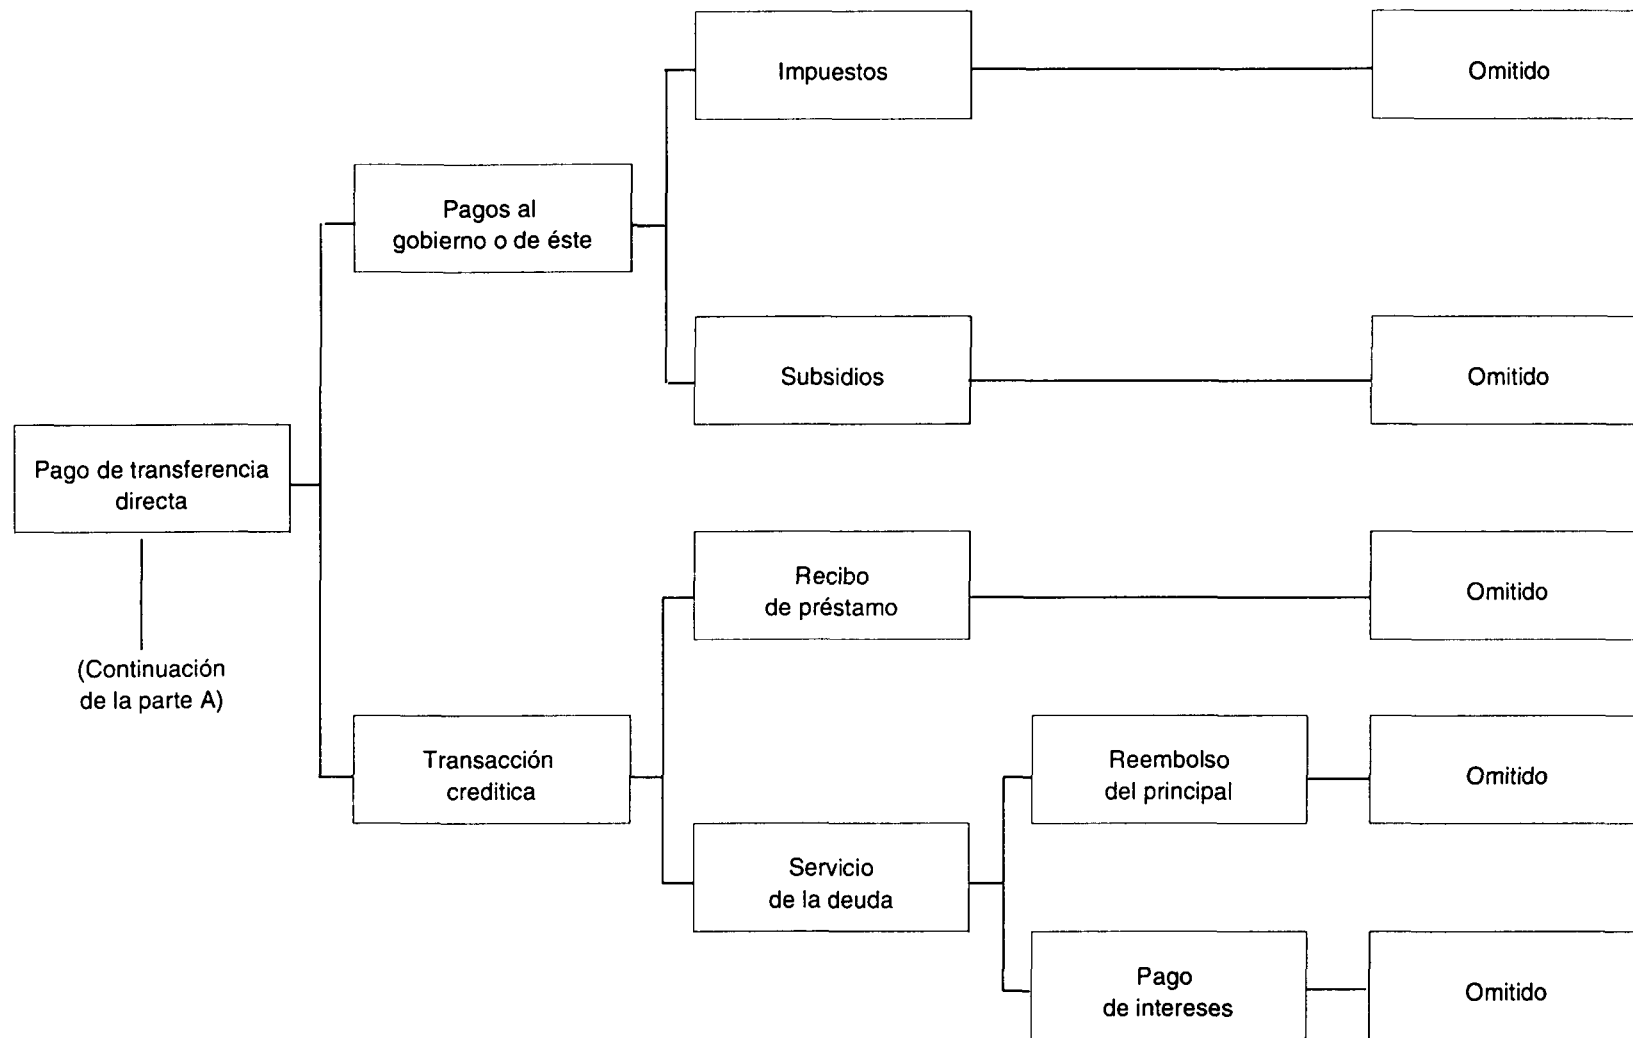 Impuestos
Omitido
Pagos al
gobierno o de éste
Subsidios
Omitido
Pago de transferencia
directa
(Continuación
de la parte A)
Recibo
de préstamo
Omitido
Transacción
creditica
Reembolso
del principal
Omitido
Servicio
de la deuda
Pago
de intereses
Omitido